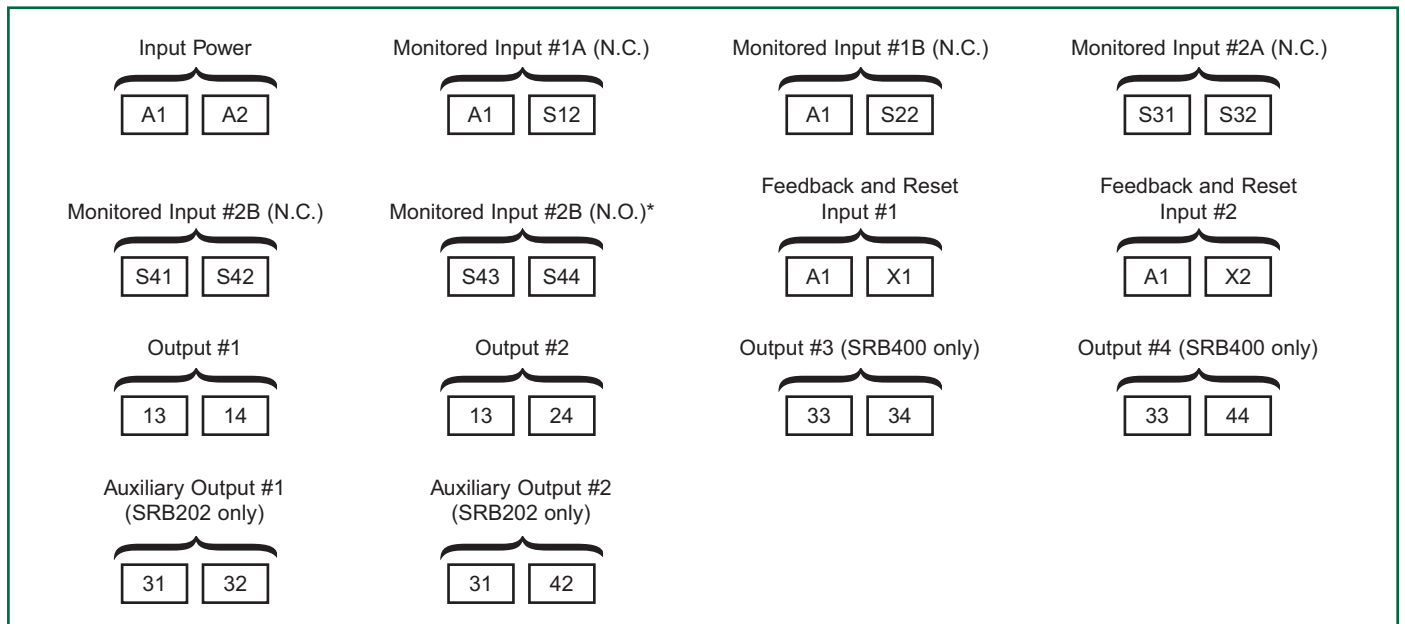 Input Power
A1 A2
Monitored Input #1A (N.C.)
A1 S12
Monitored Input #1B (N.C.)
A1 S22
Monitored Input #2A (N.C.)
S31 S32
Monitored Input #2B (N.C.)
S41 S42
Monitored Input #2B (N.O.)*
S43 S44
Feedback and Reset
Input #1
A1 X1
Feedback and Reset
Input #2
A1 X2
Output #1
13 14
Output #2
13 24
Output #3 (SRB400 only)
33 34
Output #4 (SRB400 only)
33 44
Auxiliary Output #1
(SRB202 only)
31 32
Auxiliary Output #2
(SRB202 only)
31 42